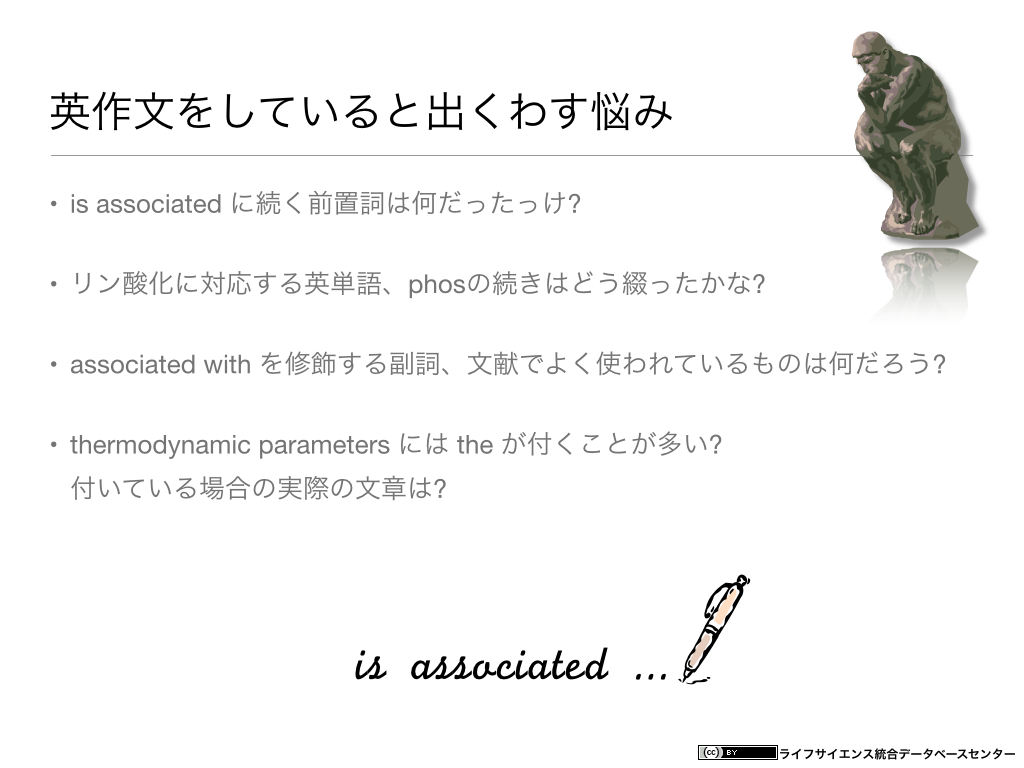 英作文をしていると出くわす悩み
• is associated に続く前置詞は何だったっけ?
• リン酸化に対応する英単語、phosの続きはどう綴ったかな?
• associated with を修飾する副詞、文献でよく使われているものは何だろう?
• thermodynamic parameters には the が付くことが多い?
付いている場合の実際の文章は?
is associated ...
cc BY ライフサイエンス統合データベースセンター